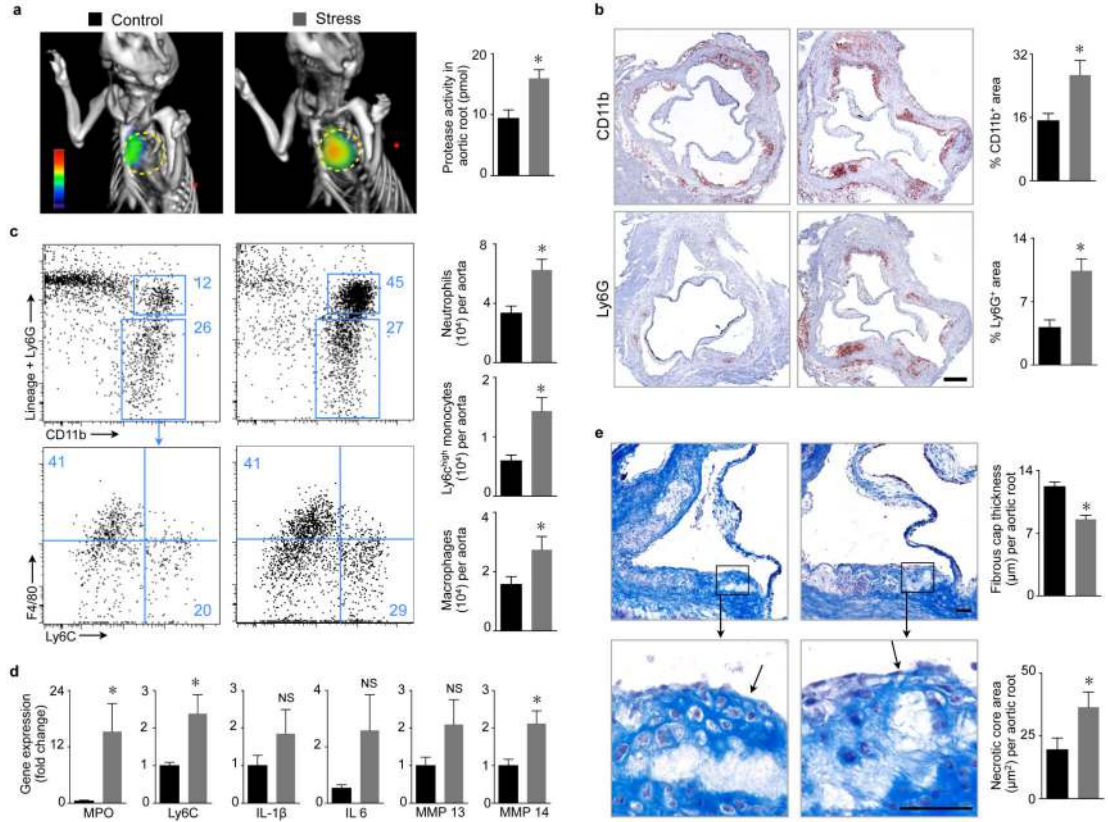 a
Control
Stress
Protease activity in
aortic root (pmol)
20
10
0
*
b
CD11b
% CD11b⁺ area
32
16
0
*
Ly6G
% Ly6G⁺ area
14
7
0
*
c
Lineage + Ly6G
12
26
45
27
CD11b
41
20
41
29
F4/80
Ly6C
Neutrophils
(10⁴) per aorta
8
4
0
*
Ly6cʰⁱᵍʰ monocytes
(10⁴) per aorta
2
1
0
*
Macrophages
(10⁴) per aorta
4
2
0
*
d
Gene expression
(fold change)
24
12
0
*
MPO
3
2
1
0
*
Ly6C
3
2
1
0
NS
IL-1β
4
2
0
NS
IL 6
3
2
1
0
NS
MMP 13
3
2
1
0
*
MMP 14
e
Fibrous cap thickness
(µm) per aortic root
14
7
0
*
Necrotic core area
(µm²) per aortic root
50
25
0
*